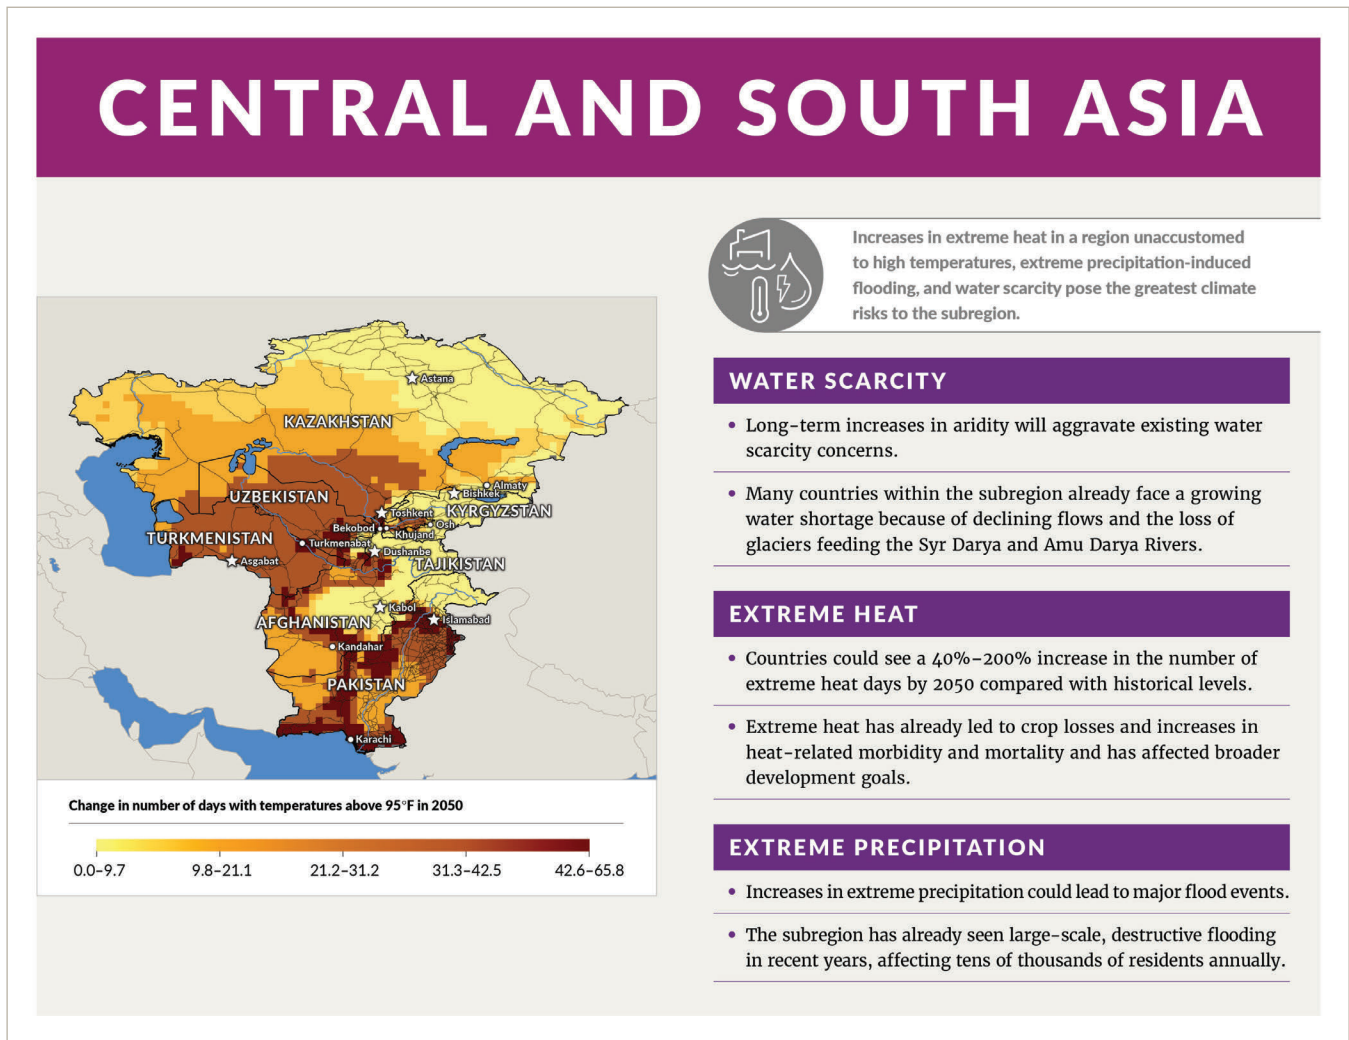 CENTRAL AND SOUTH ASIA
Increases in extreme heat in a region unaccustomed
to high temperatures, extreme precipitation-induced
flooding, and water scarcity pose the greatest climate
risks to the subregion.
Astana
KAZAKHSTAN
Almaty
Bishkek
UZBEKISTAN
KYRGYZSTAN
Toshkent
Osh
Bekobod
Khujand
TURKMENISTAN
Turkmenabat
Dushanbe
Asgabat
TAJIKISTAN
Kabol
Islamabad
AFGHANISTAN
Kandahar
PAKISTAN
Karachi
Change in number of days with temperatures above 95°F in 2050
0.0–9.7
9.8–21.1
21.2–31.2
31.3–42.5
42.6–65.8
WATER SCARCITY
• Long-term increases in aridity will aggravate existing water
scarcity concerns.
• Many countries within the subregion already face a growing
water shortage because of declining flows and the loss of
glaciers feeding the Syr Darya and Amu Darya Rivers.
EXTREME HEAT
• Countries could see a 40%–200% increase in the number of
extreme heat days by 2050 compared with historical levels.
• Extreme heat has already led to crop losses and increases in
heat-related morbidity and mortality and has affected broader
development goals.
EXTREME PRECIPITATION
• Increases in extreme precipitation could lead to major flood events.
• The subregion has already seen large-scale, destructive flooding
in recent years, affecting tens of thousands of residents annually.